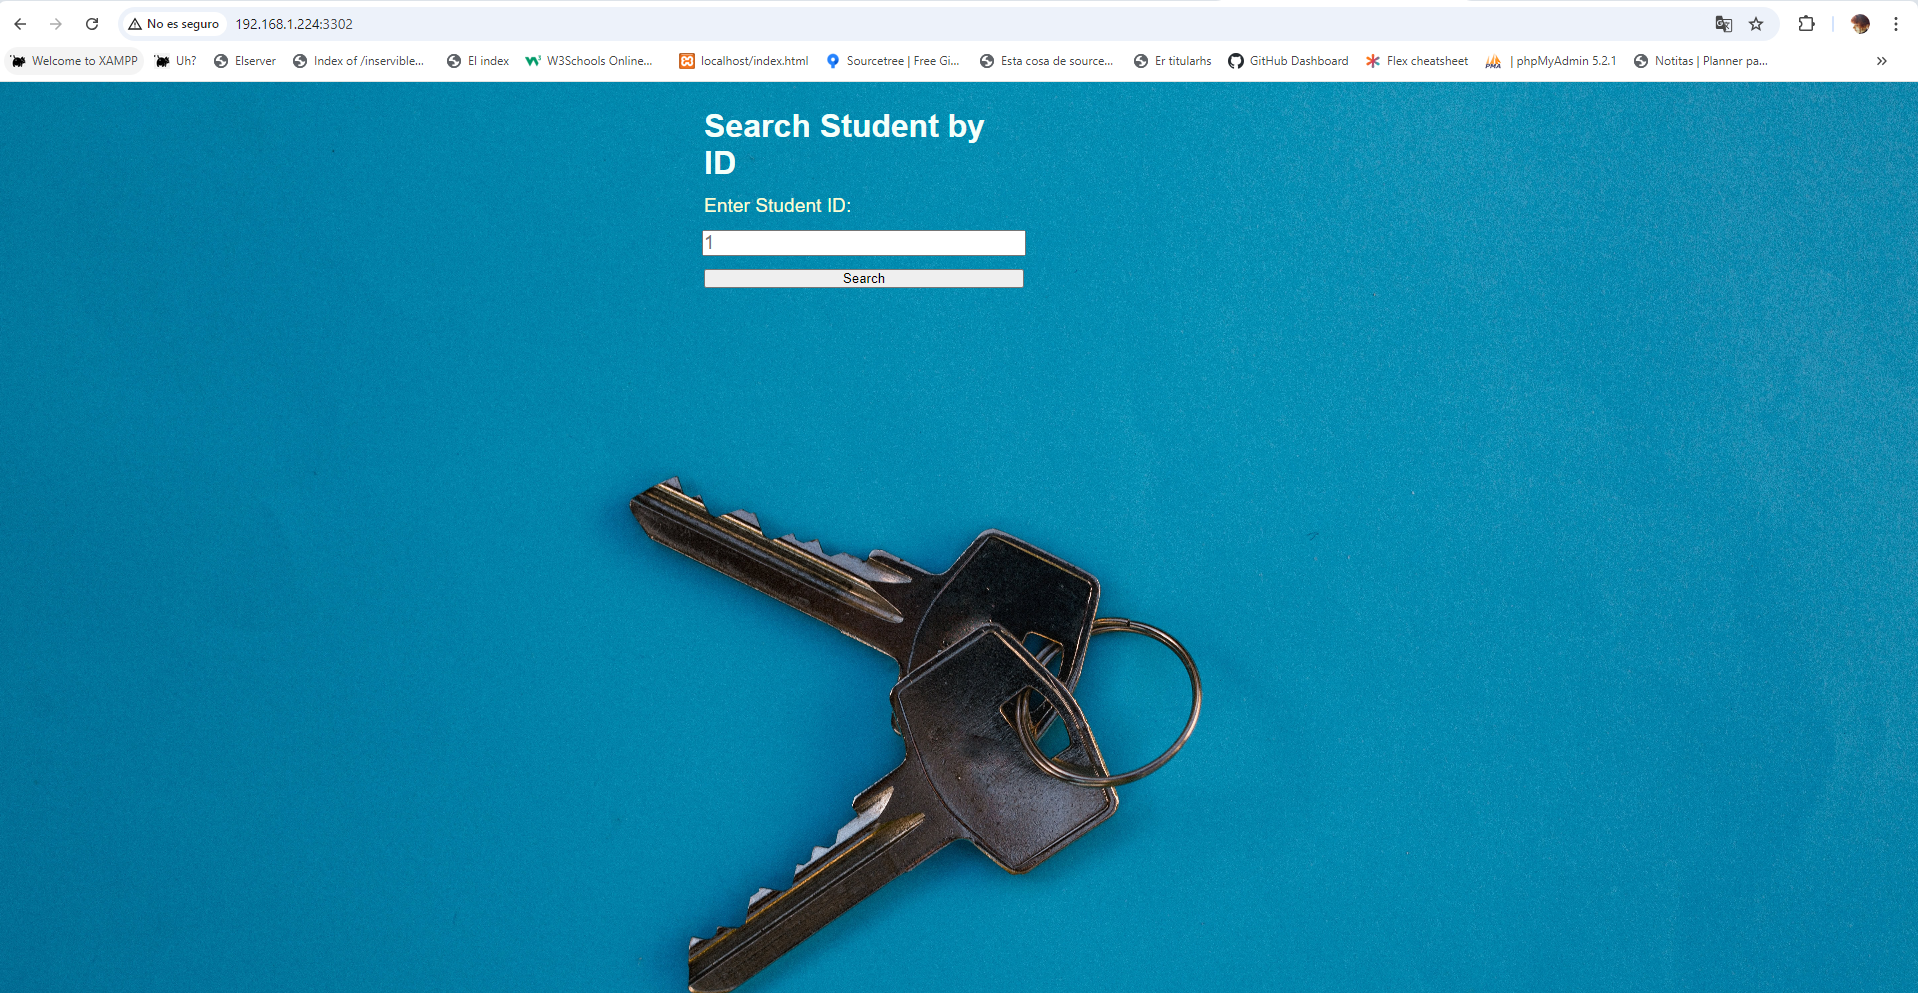 No es seguro
192.168.1.224:3302
Welcome to XAMPP
Uh?
Elserver
Index of /inservible...
El index
W3Schools Online...
localhost/index.html
Sourcetree | Free Gi...
Esta cosa de source...
Er titularhs
GitHub Dashboard
Flex cheatsheet
| phpMyAdmin 5.2.1
Notitas | Planner pa...
Search Student by
ID
Enter Student ID:
1
Search